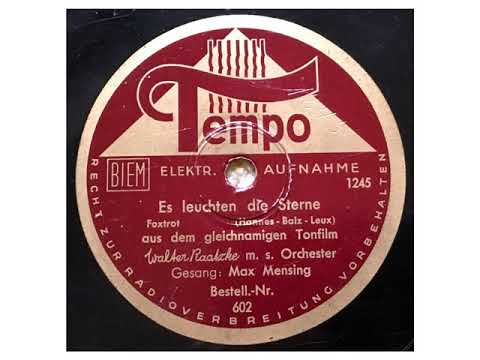 Tempo
BIEM ELEKTR. AUFNAHME
1245
Es leuchten die Sterne
Foxtrot (Hannes - Balz - Leux)
aus dem gleichnamigen Tonfilm
Walter Raatzke m. s. Orchester
Gesang: Max Mensing
Bestell.-Nr.
602
RECHT ZUR RADIOVERBREITUNG VORBEHALTEN